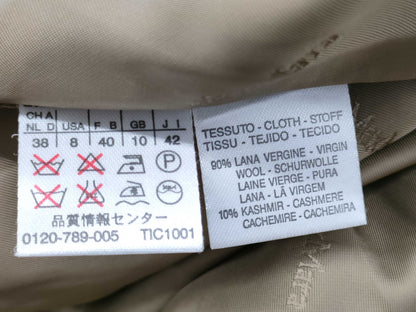 CH A
NL D USA F B GB J I
38 8 40 10 10 42
P
品質情報センター
0120-789-005 TIC1001
TESSUTO - CLOTH - STOFF
TISSU - TEJIDO - TECIDO
90% LANA VERGINE - VIRGIN
WOOL - SCHURWOLLE
LAINE VIERGE - PURA
LANA - LÃ VIRGEM
10% KASHMIR - CASHMERE
CACHEMIRE - CACHEMIRA